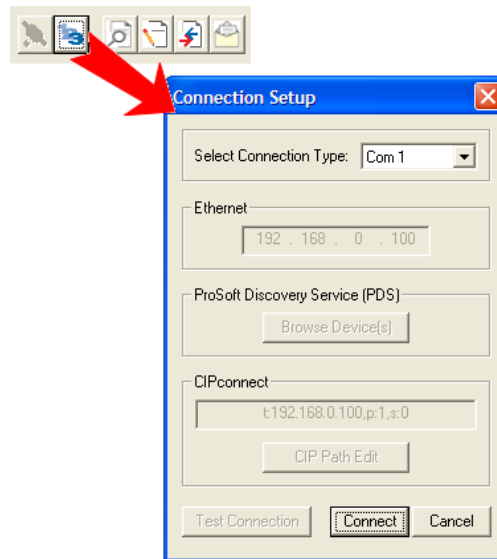 Connection Setup
Select Connection Type: Com 1
Ethernet
192 . 168 . 0 . 100
ProSoft Discovery Service (PDS)
Browse Device(s)
CIPconnect
t:192.168.0.100,p:1,s:0
CIP Path Edit
Test Connection Connect Cancel